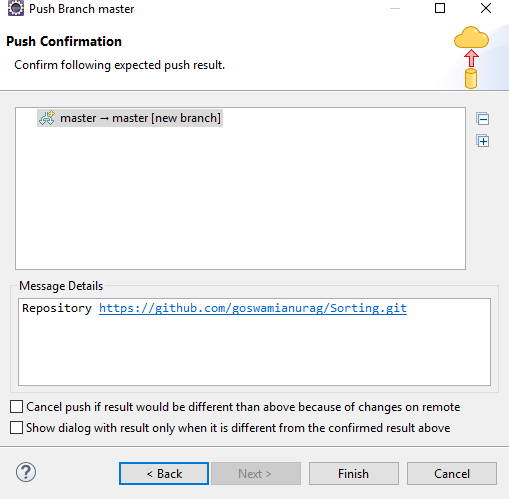 Push Branch master
Push Confirmation
Confirm following expected push result.
master → master [new branch]
Message Details
Repository https://github.com/goswamianurag/Sorting.git
Cancel push if result would be different than above because of changes on remote
Show dialog with result only when it is different from the confirmed result above
? < Back Next > Finish Cancel